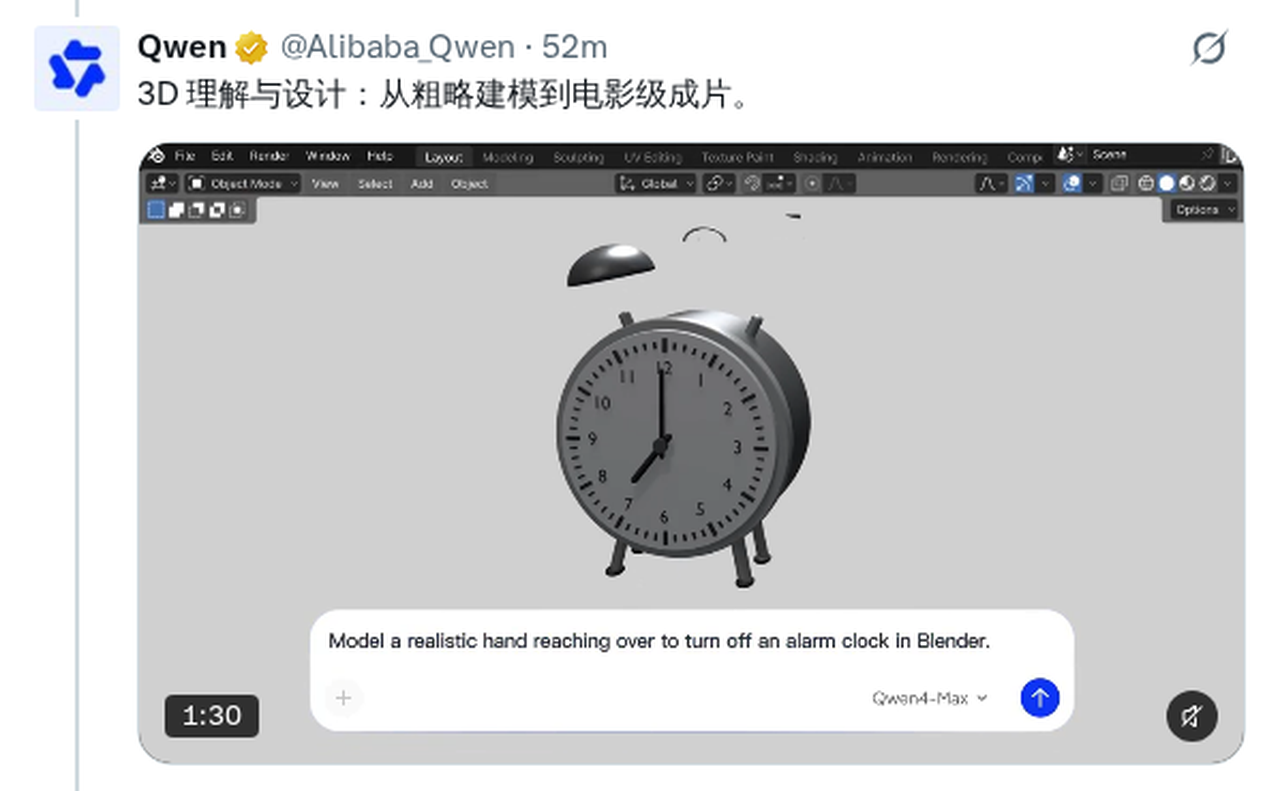 Qwen @Alibaba_Qwen · 52m
3D 理解与设计：从粗略建模到电影级成片。
File Edit Render Window Help Layout Modeling Sculpting UV Editing Texture Paint Shading Animation Rendering Scene
Object Mode View Select Add Object Global
Options
12
11 1
10 2
9 3
8 4
7 5
6
Model a realistic hand reaching over to turn off an alarm clock in Blender.
Qwen4-Max
1:30